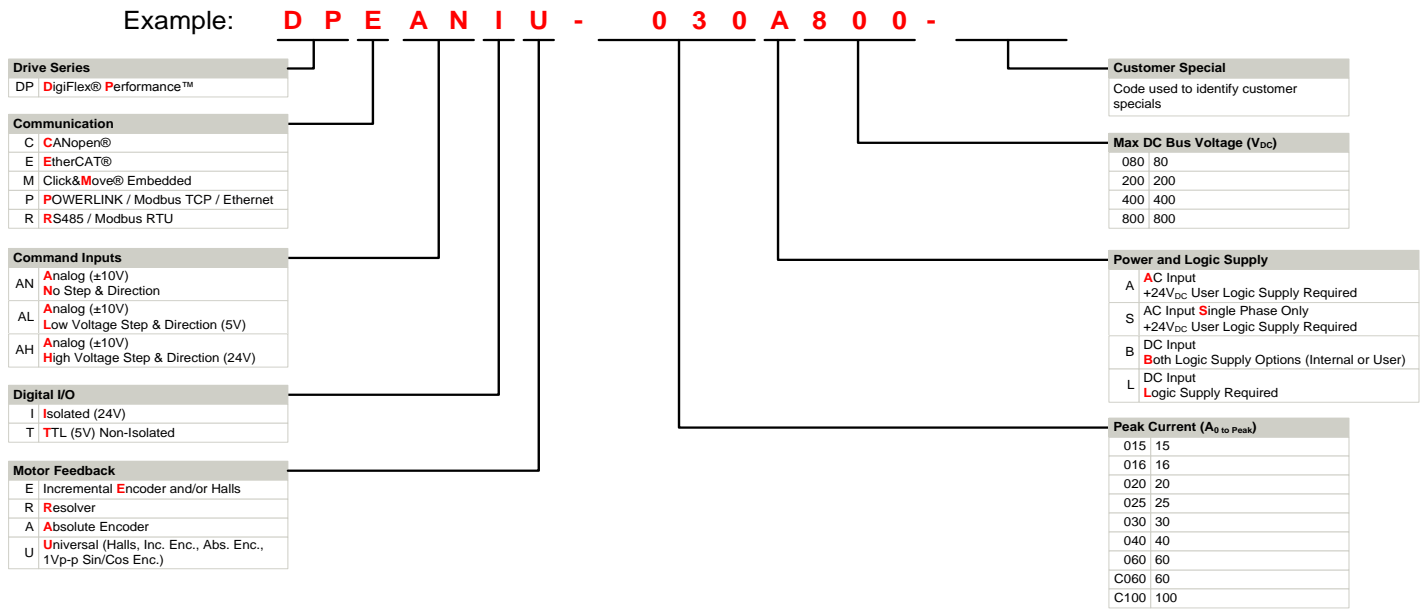 Example: D P E A N I U - 0 3 0 A 8 0 0 -
Drive Series
DP DigiFlex® Performance™
Communication
C CANopen®
E EtherCAT®
M Click&Move® Embedded
P POWERLINK / Modbus TCP / Ethernet
R RS485 / Modbus RTU
Command Inputs
AN Analog (±10V)
No Step & Direction
AL Analog (±10V)
Low Voltage Step & Direction (5V)
AH Analog (±10V)
High Voltage Step & Direction (24V)
Digital I/O
I Isolated (24V)
T TTL (5V) Non-Isolated
Motor Feedback
E Incremental Encoder and/or Halls
R Resolver
A Absolute Encoder
U Universal (Halls, Inc. Enc., Abs. Enc.,
1Vp-p Sin/Cos Enc.)
Customer Special
Code used to identify customer
specials
Max DC Bus Voltage (VDC)
080 80
200 200
400 400
800 800
Power and Logic Supply
A AC Input
+24VDC User Logic Supply Required
S AC Input Single Phase Only
+24VDC User Logic Supply Required
B DC Input
Both Logic Supply Options (Internal or User)
L DC Input
Logic Supply Required
Peak Current (A0 to Peak)
015 15
016 16
020 20
025 25
030 30
040 40
060 60
C060 60
C100 100